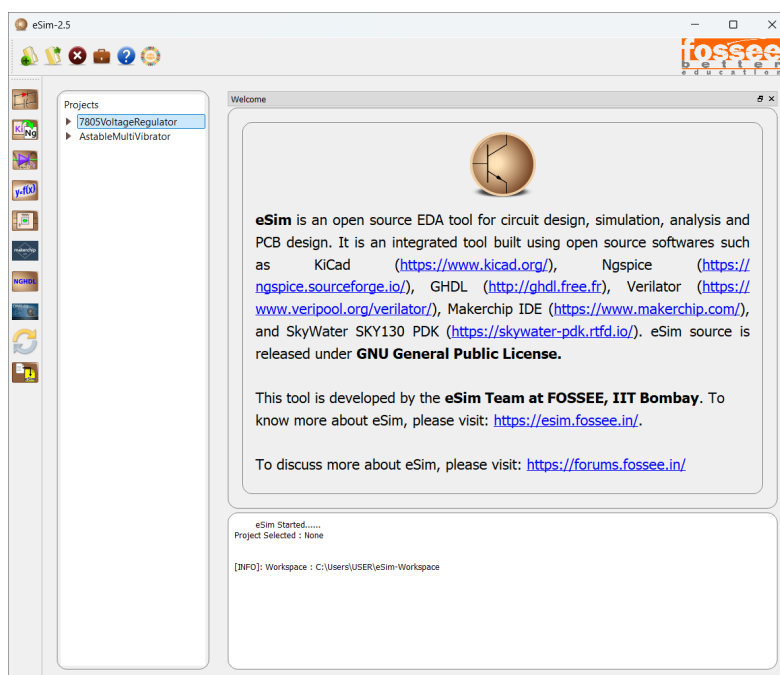 eSim-2.5
fossee
better
education
Projects
7805VoltageRegulator
AstableMultiVibrator
Ki
Ng
y=f(x)
makerchip
NGHDL
Welcome
eSim is an open source EDA tool for circuit design, simulation, analysis and
PCB design. It is an integrated tool built using open source softwares such
as KiCad (https://www.kicad.org/), Ngspice (https://
ngspice.sourceforge.io/), GHDL (http://ghdl.free.fr), Verilator (https://
www.veripool.org/verilator/), Makerchip IDE (https://www.makerchip.com/),
and SkyWater SKY130 PDK (https://skywater-pdk.rtfd.io/). eSim source is
released under GNU General Public License.
This tool is developed by the eSim Team at FOSSEE, IIT Bombay. To
know more about eSim, please visit: https://esim.fossee.in/.
To discuss more about eSim, please visit: https://forums.fossee.in/
eSim Started......
Project Selected : None
[INFO]: Workspace : C:\Users\USER\eSim-Workspace